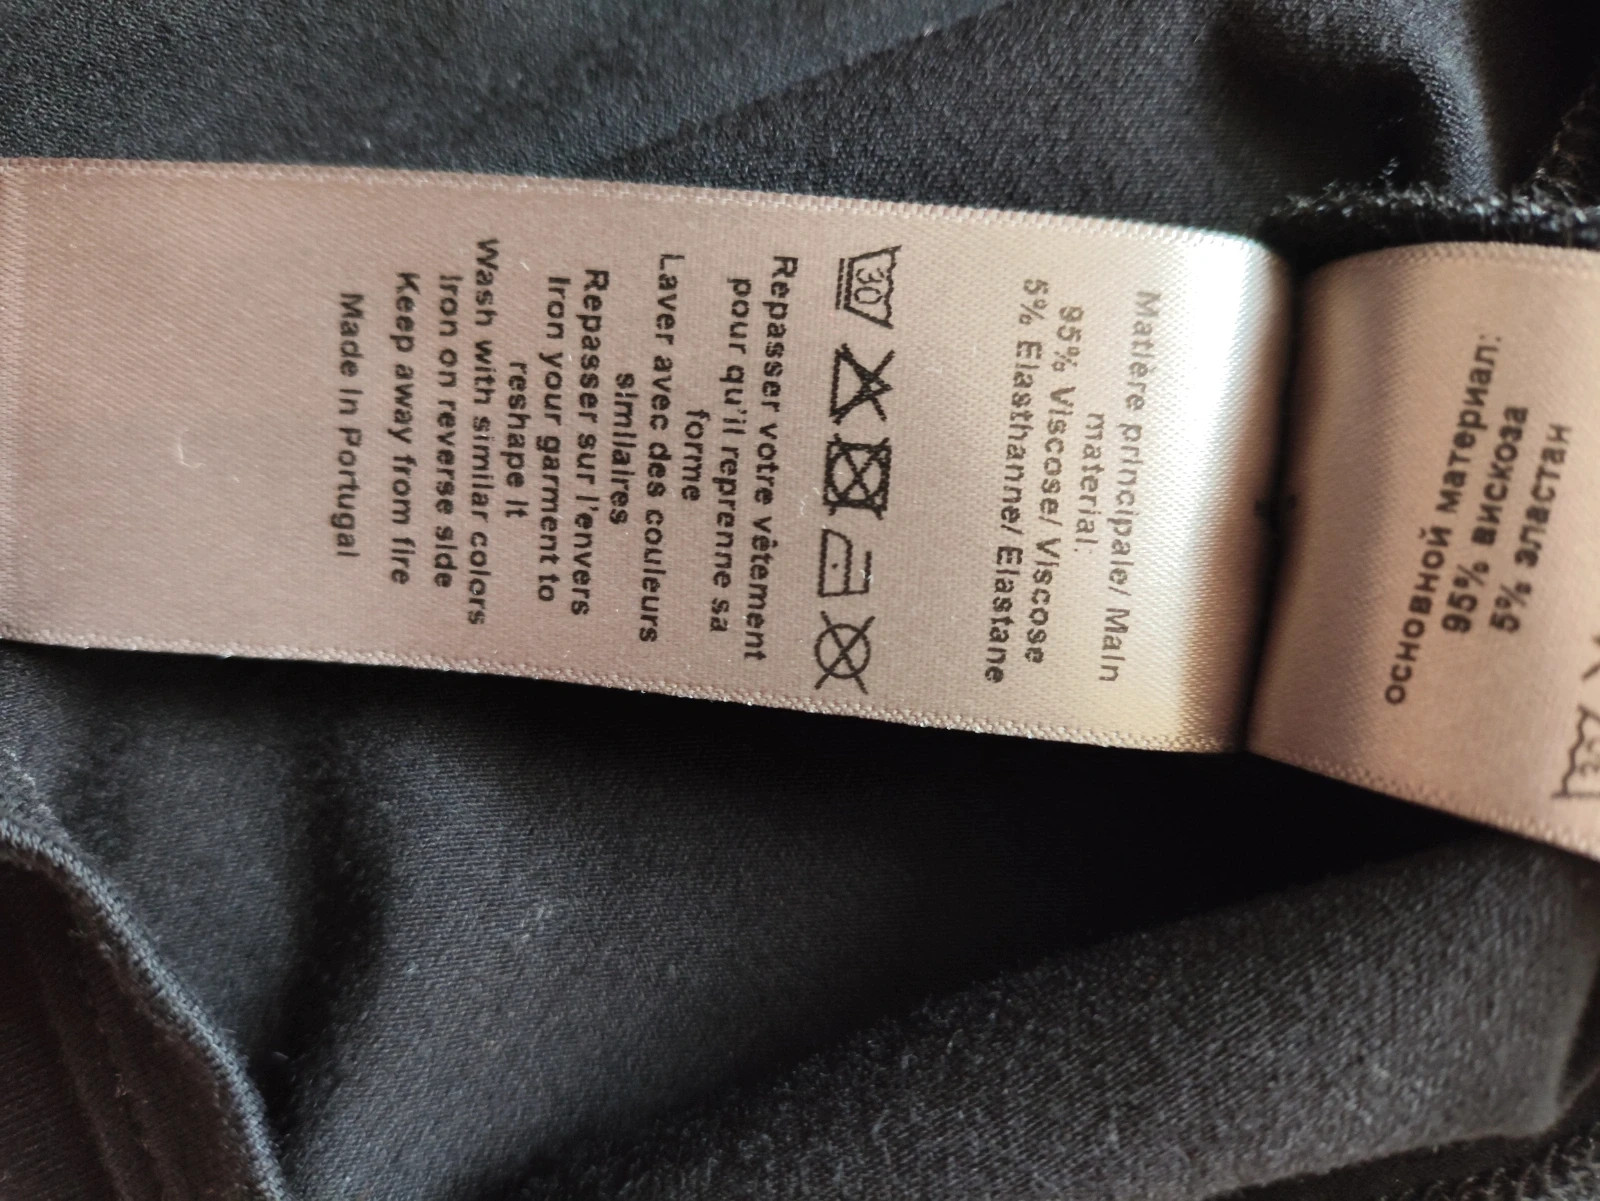 Matière principale/ Main
material:
95% Viscose/ Viscose
5% Elasthanne/ Elastane
30
Repasser votre vêtement
pour qu'il reprenne sa
forme
Laver avec des couleurs
similaires
Repasser sur l'envers
Iron your garment to
reshape it
Wash with similar colors
Iron on reverse side
Keep away from fire
Made in Portugal
основной материал:
95% вискоза
5% эластан